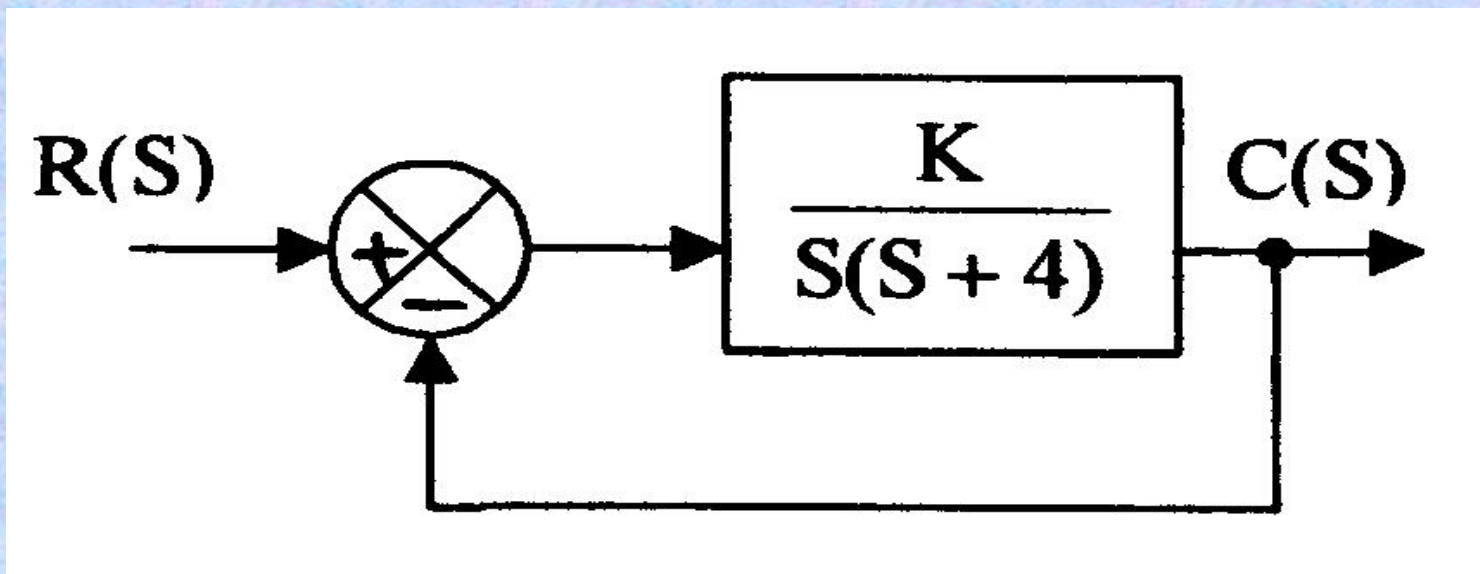 R(S)
+
−
K
S(S + 4)
C(S)